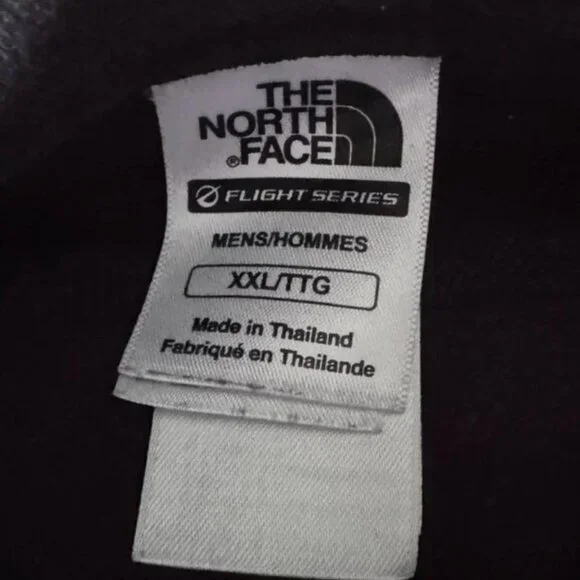 THE
NORTH
®FACE
FLIGHT SERIES
MENS/HOMMES
XXL/TTG
Made in Thailand
Fabriqué en Thailande